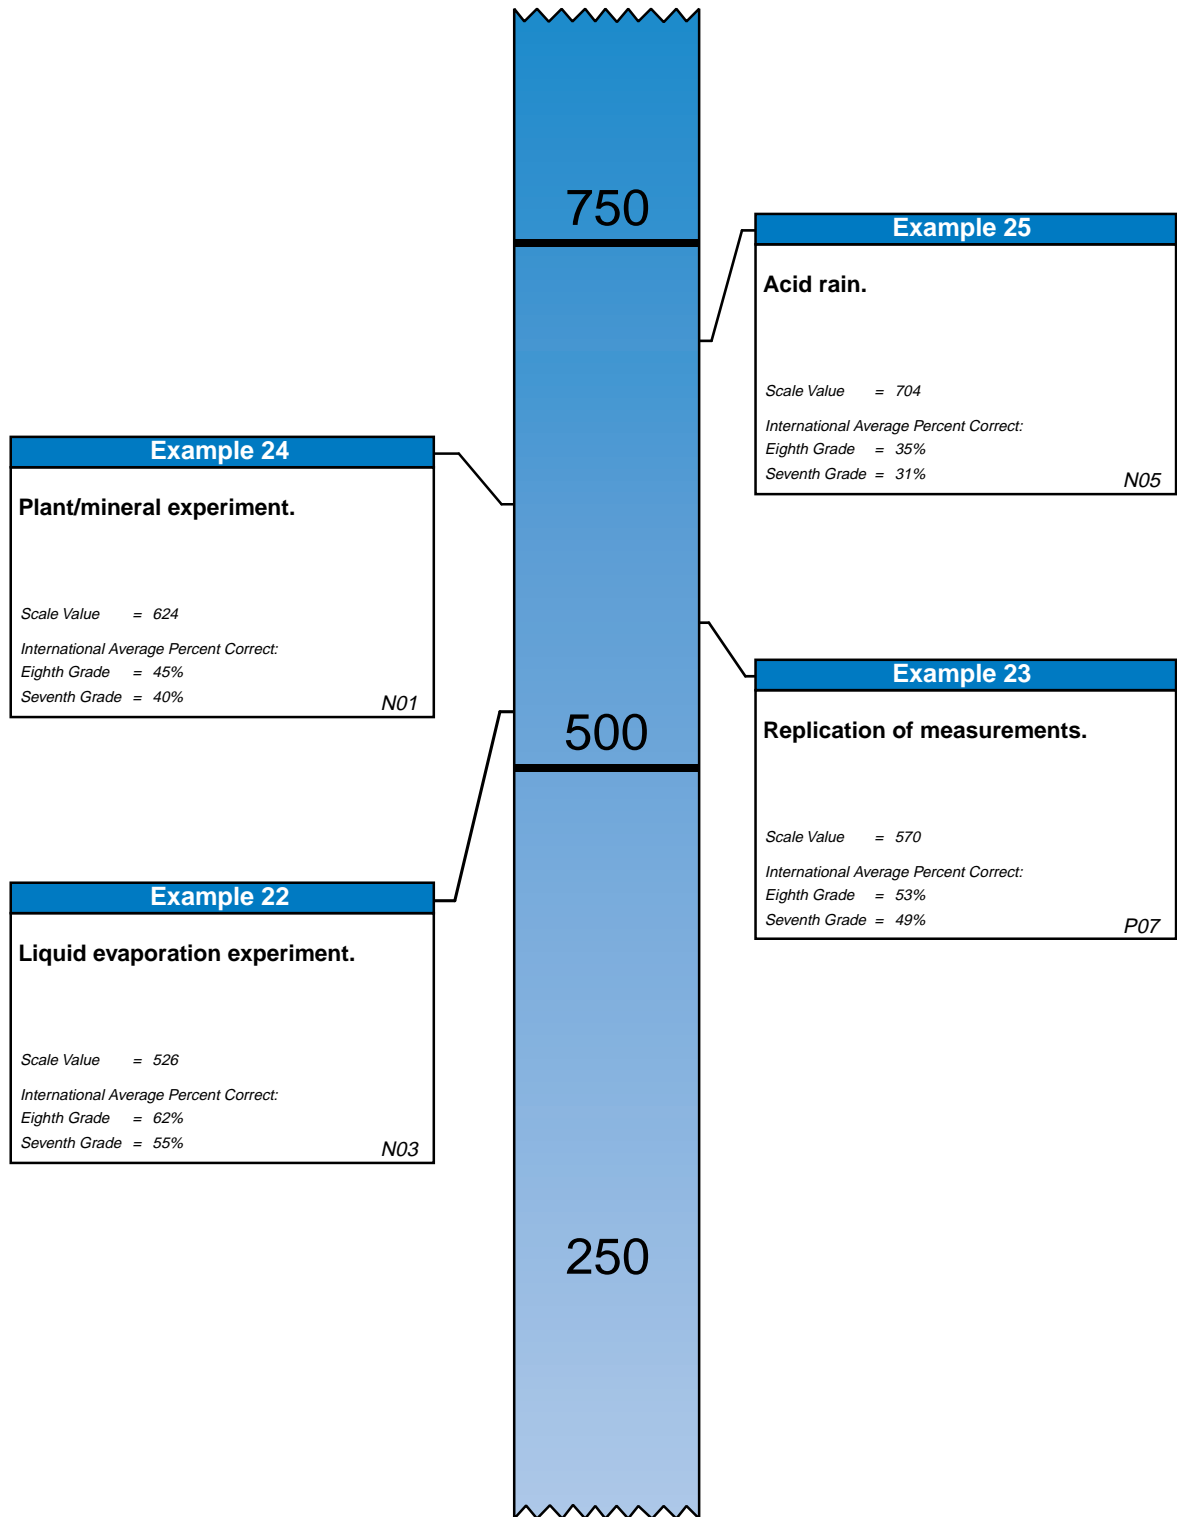 750
Example 25
Acid rain.
Scale Value = 704
International Average Percent Correct:
Eighth Grade = 35%
Seventh Grade = 31%
N05
Example 24
Plant/mineral experiment.
Scale Value = 624
International Average Percent Correct:
Eighth Grade = 45%
Seventh Grade = 40%
N01
500
Example 23
Replication of measurements.
Scale Value = 570
International Average Percent Correct:
Eighth Grade = 53%
Seventh Grade = 49%
P07
Example 22
Liquid evaporation experiment.
Scale Value = 526
International Average Percent Correct:
Eighth Grade = 62%
Seventh Grade = 55%
N03
250